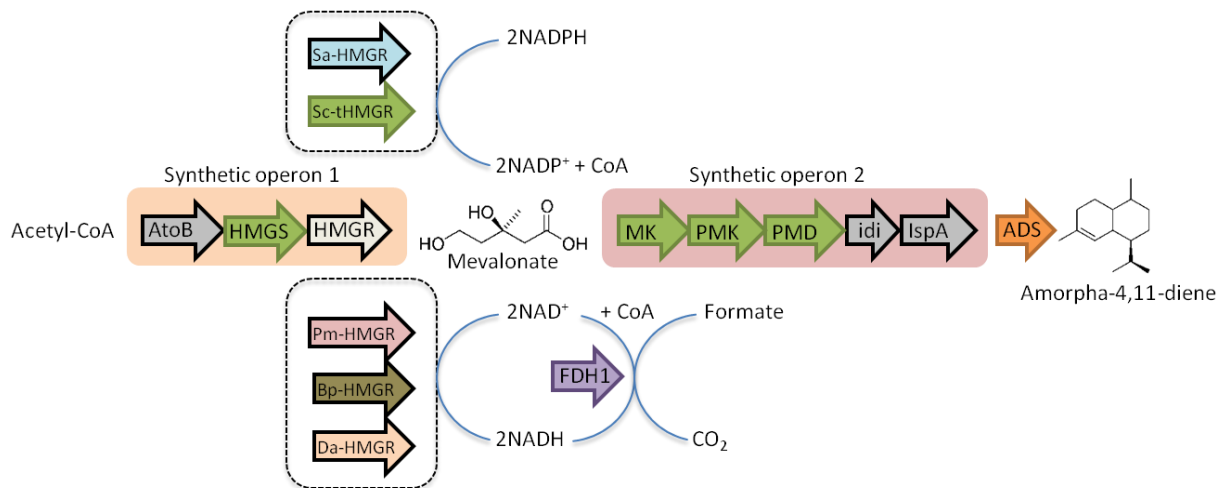 Sa-HMGR
Sc-tHMGR
2NADPH
2NADP⁺ + CoA
Synthetic operon 1
Synthetic operon 2
Acetyl-CoA
AtoB
HMGS
HMGR
HO
O
HO
OH
Mevalonate
MK
PMK
PMD
idi
IspA
ADS
Amorpha-4,11-diene
Pm-HMGR
Bp-HMGR
Da-HMGR
2NAD⁺
+ CoA
Formate
FDH1
2NADH
CO₂